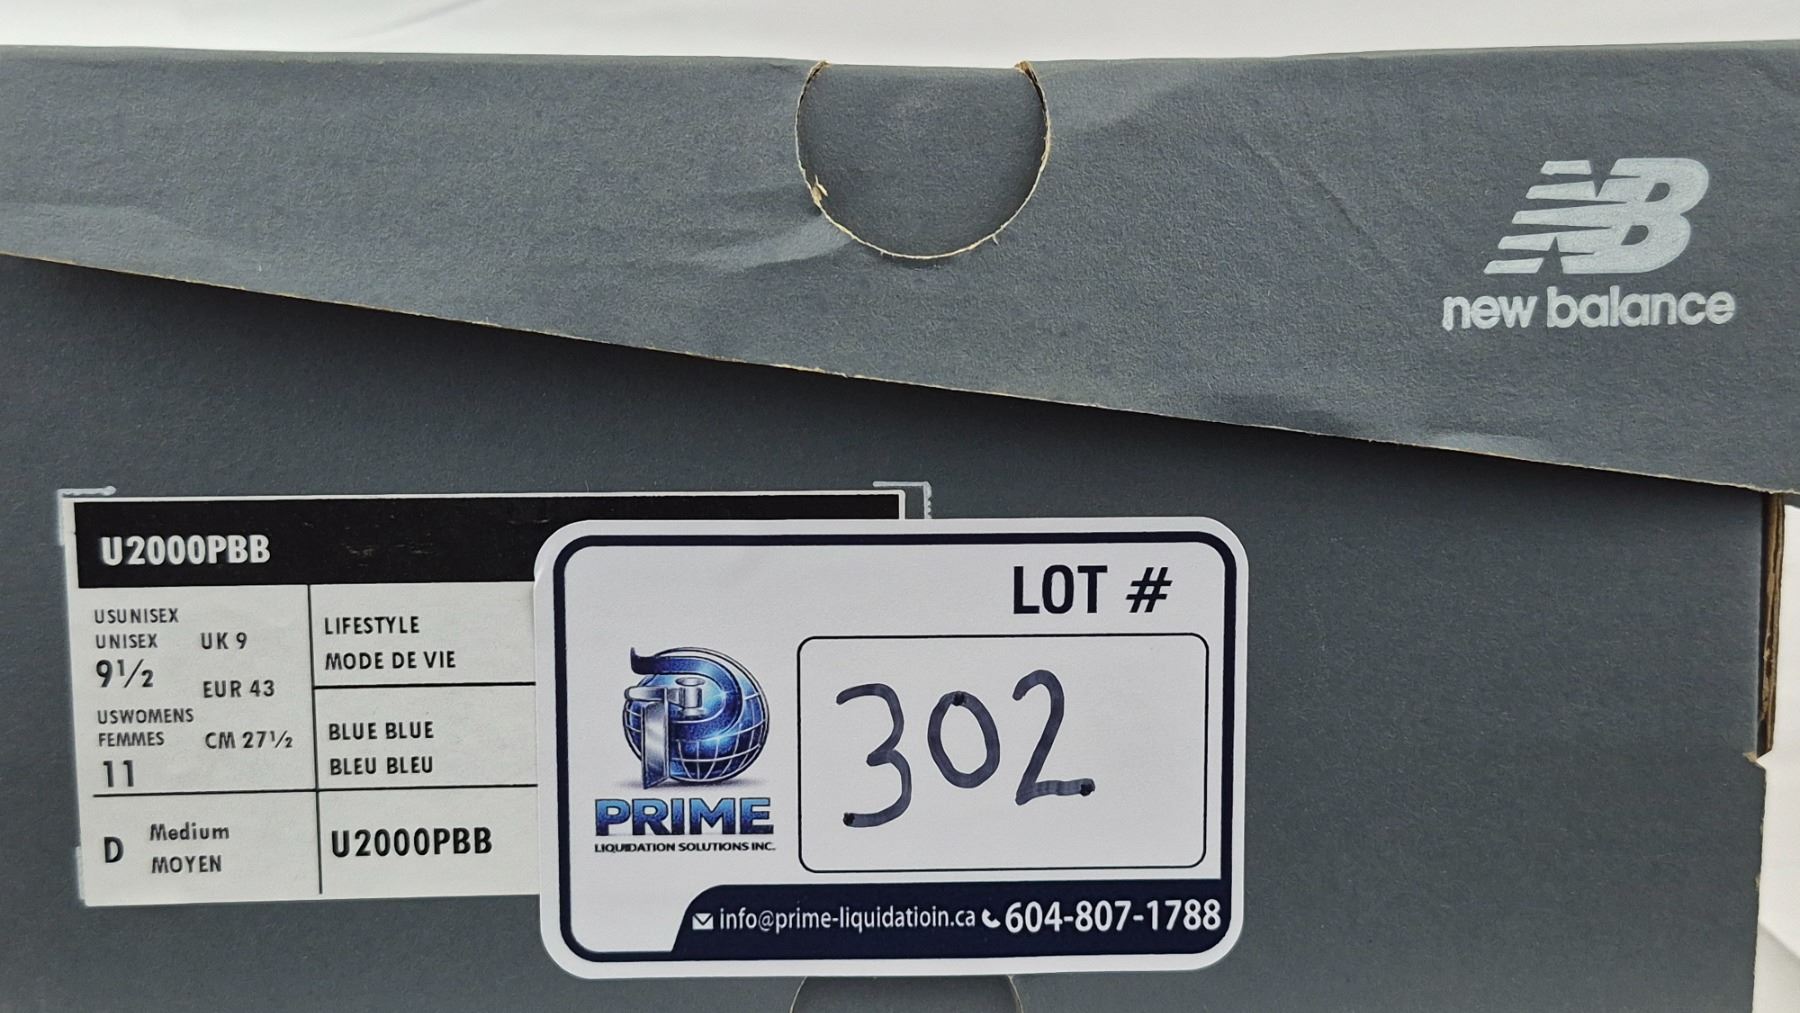 NB
new balance
U2000PBB
USUNISEX
UNISEX UK 9
9½
EUR 43
USWOMENS
FEMMES CM 27½
11
LIFESTYLE
MODE DE VIE
BLUE BLUE
BLEU BLEU
D Medium
MOYEN
U2000PBB
LOT #
302
PRIME
LIQUIDATION SOLUTIONS INC.
info@prime-liquidatioin.ca 604-807-1788